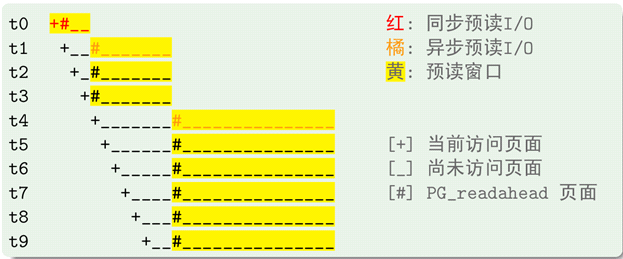 t0 +#__ 红: 同步预读I/O
t1 +__#_______ 橘: 异步预读I/O
t2 +_#_______ 黄: 预读窗口
t3 +#_______
t4 +_______#_______________
t5 +______#_______________ [+] 当前访问页面
t6 +_____#_______________ [_] 尚未访问页面
t7 +____#_______________ [#] PG_readahead 页面
t8 +___#_______________
t9 +__#_______________